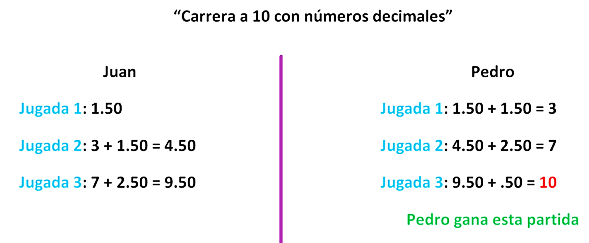 “Carrera a 10 con números decimales”
Juan
Jugada 1: 1.50
Jugada 2: 3 + 1.50 = 4.50
Jugada 3: 7 + 2.50 = 9.50
Pedro
Jugada 1: 1.50 + 1.50 = 3
Jugada 2: 4.50 + 2.50 = 7
Jugada 3: 9.50 + .50 = 10
Pedro gana esta partida